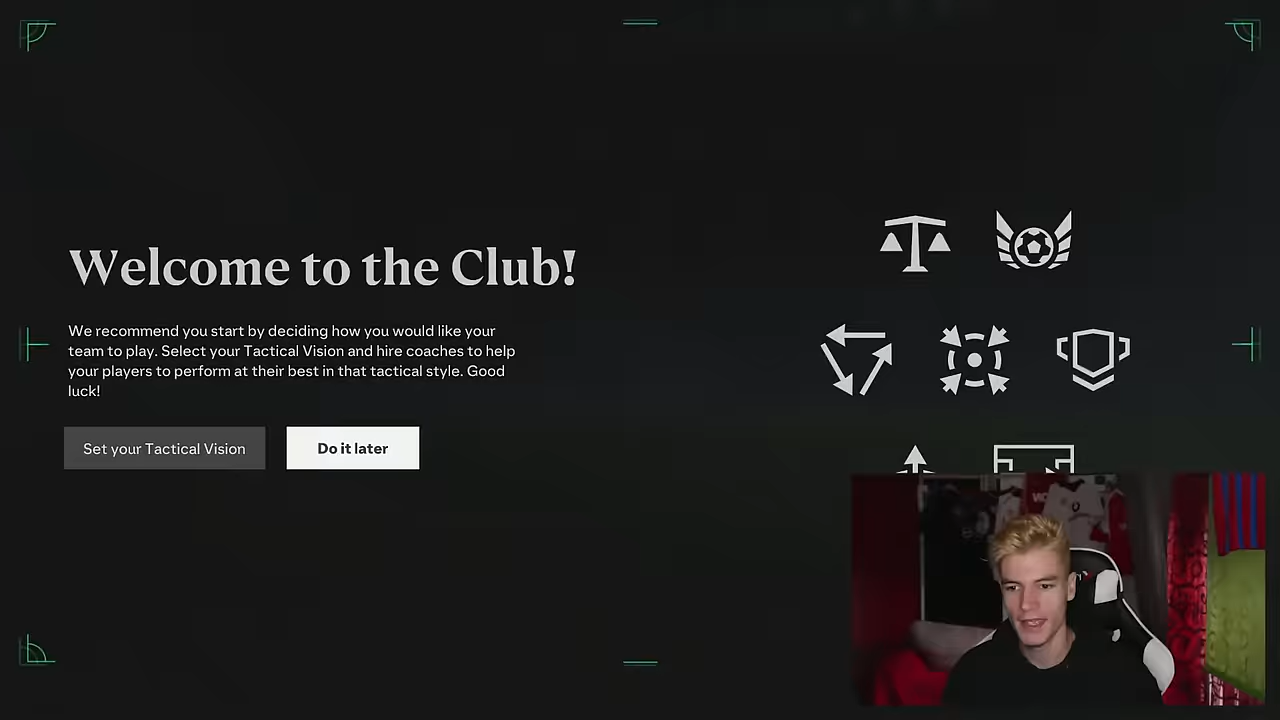 Welcome to the Club!
We recommend you start by deciding how you would like your
team to play. Select your Tactical Vision and hire coaches to help
your players to perform at their best in that tactical style. Good
luck!
Set your Tactical Vision
Do it later